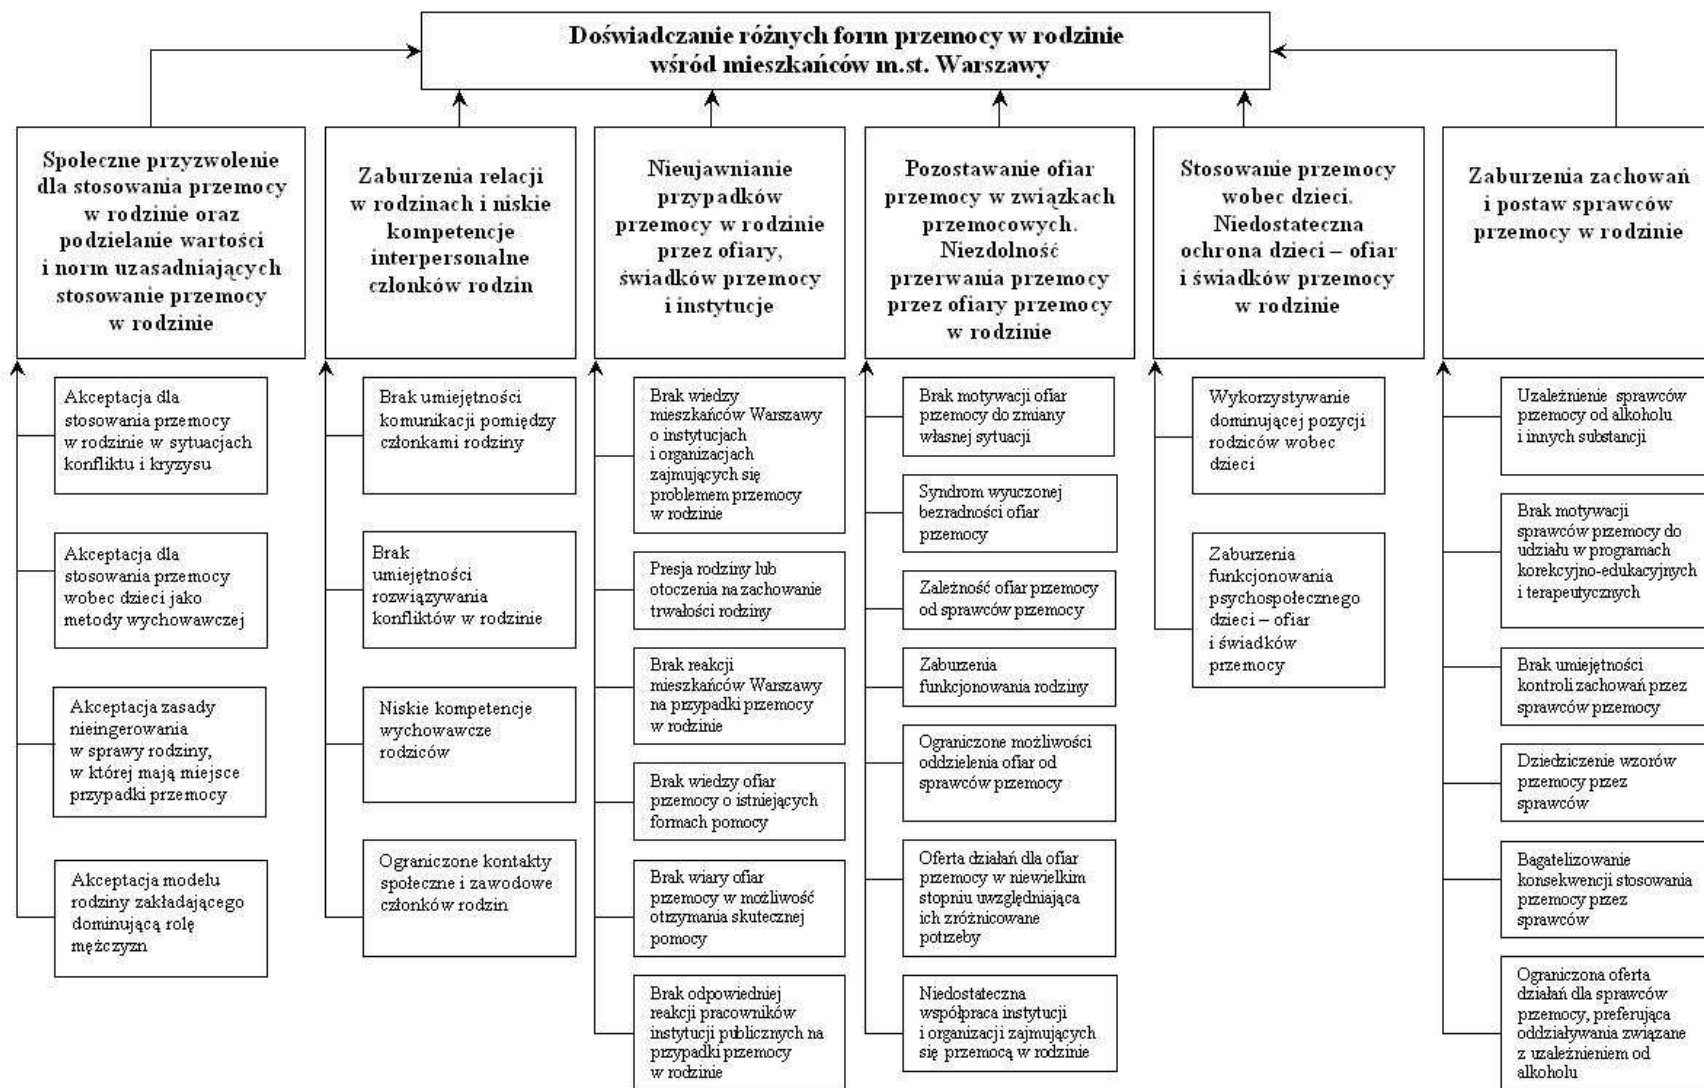 Doświadczanie różnych form przemocy w rodzinie
wśród mieszkańców m.st. Warszawy
Społeczne przyzwolenie
dla stosowania przemocy
w rodzinie oraz
podzielanie wartości
i norm uzasadniających
stosowanie przemocy
w rodzinie
Akceptacja dla
stosowania przemocy
w rodzinie w sytuacjach
konfliktu i kryzysu
Akceptacja dla
stosowania przemocy
wobec dzieci jako
metody wychowawczej
Akceptacja zasady
nieingerowania
w sprawy rodziny,
w której mają miejsce
przypadki przemocy
Akceptacja modelu
rodziny zakładającego
dominującą rolę
mężczyzn
Zaburzenia relacji
w rodzinach i niskie
kompetencje
interpersonalne
członków rodzin
Brak umiejętności
komunikacji pomiędzy
członkami rodziny
Brak
umiejętności
rozwiązywania
konfliktów w rodzinie
Niskie kompetencje
wychowawcze
rodziców
Ograniczone kontakty
społeczne i zawodowe
członków rodzin
Nieujawnianie
przypadków
przemocy w rodzinie
przez ofiary,
świadków przemocy
i instytucje
Brak wiedzy
mieszkańców Warszawy
o instytucjach
i organizacjach
zajmujących się
problemem przemocy
w rodzinie
Presja rodziny lub
otoczenia na zachowanie
trwałości rodziny
Brak reakcji
mieszkańców Warszawy
na przypadki przemocy
w rodzinie
Brak wiedzy ofiar
przemocy o istniejących
formach pomocy
Brak wiary ofiar
przemocy w możliwość
otrzymania skutecznej
pomocy
Brak odpowiedniej
reakcji pracowników
instytucji publicznych na
przypadki przemocy
w rodzinie
Pozostawanie ofiar
przemocy w związkach
przemocowych.
Niezdolność
przerwania przemocy
przez ofiary przemocy
w rodzinie
Brak motywacji ofiar
przemocy do zmiany
własnej sytuacji
Syndrom wyuczonej
bezradności ofiar
przemocy
Zależność ofiar przemocy
od sprawców przemocy
Zaburzenia
funkcjonowania rodziny
Ograniczone możliwości
oddzielenia ofiar od
sprawców przemocy
Oferta działań dla ofiar
przemocy w niewielkim
stopniu uwzględniająca
ich zróżnicowane
potrzeby
Niedostateczna
współpraca instytucji
i organizacji zajmujących
się przemocą w rodzinie
Stosowanie przemocy
wobec dzieci.
Niedostateczna
ochrona dzieci – ofiar
i świadków przemocy
w rodzinie
Wykorzystywanie
dominującej pozycji
rodziców wobec
dzieci
Zaburzenia
funkcjonowania
psychospołecznego
dzieci – ofiar
i świadków
przemocy
Zaburzenia zachowań
i postaw sprawców
przemocy w rodzinie
Uzależnienie sprawców
przemocy od alkoholu
i innych substancji
Brak motywacji
sprawców przemocy do
udziału w programach
korekcyjno-edukacyjnych
i terapeutycznych
Brak umiejętności
kontroli zachowań przez
sprawców przemocy
Dziedziczenie wzorów
przemocy przez
sprawców
Bagatelizowanie
konsekwencji stosowania
przemocy przez
sprawców
Ograniczona oferta
działań dla sprawców
przemocy, preferująca
oddziaływania związane
z uzależnieniem od
alkoholu